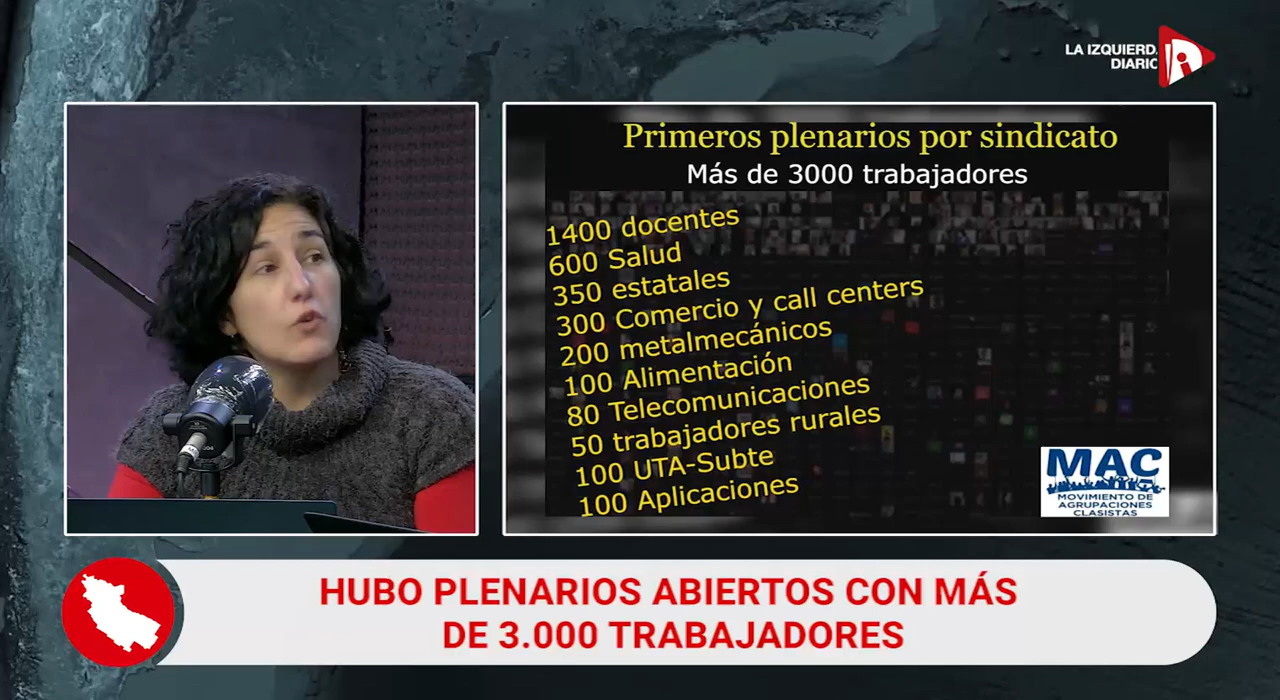 LA IZQUIERD.
DIARIO
Primeros plenarios por sindicato
Más de 3000 trabajadores
1400 docentes
600 Salud
350 estatales
300 Comercio y call centers
200 metalmecánicos
100 Alimentación
80 Telecomunicaciones
50 trabajadores rurales
100 UTA-Subte
100 Aplicaciones
MAC
MOVIMIENTO DE
AGRUPACIONES
CLASISTAS
HUBO PLENARIOS ABIERTOS CON MÁS
DE 3.000 TRABAJADORES